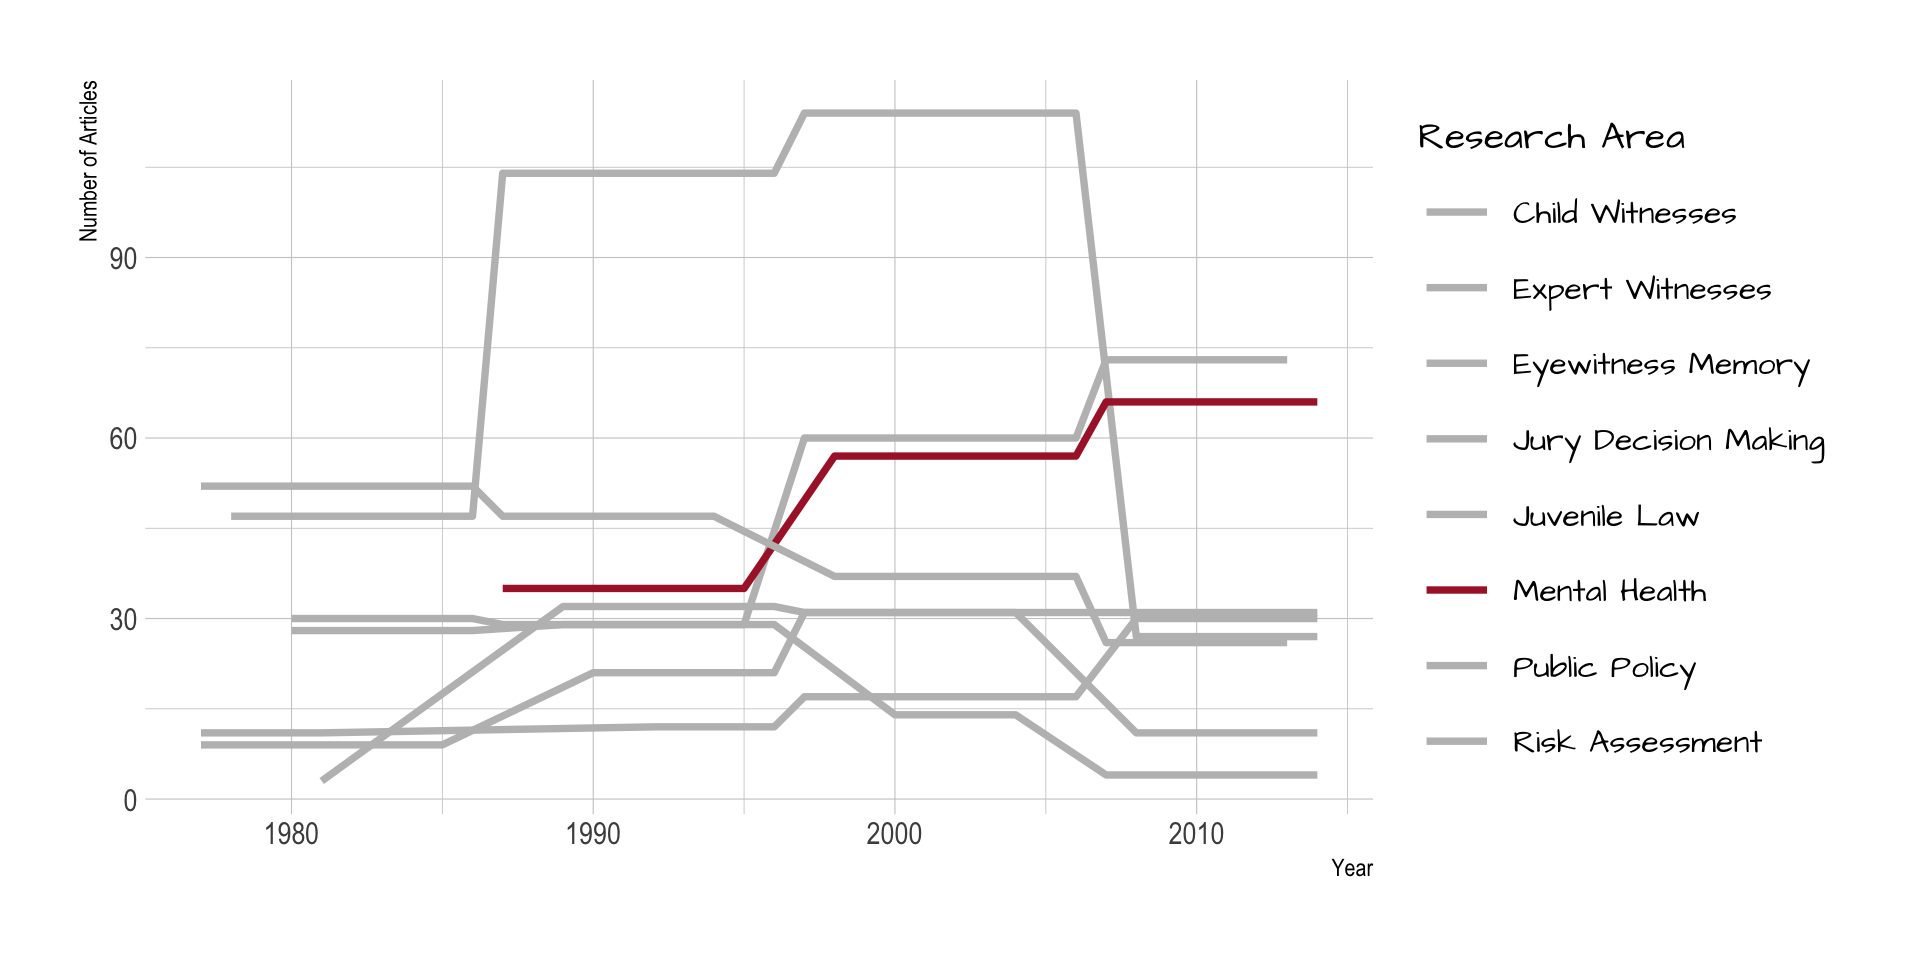 Number of Articles
90
60
30
0
1980 1990 2000 2010
Year
Research Area
Child Witnesses
Expert Witnesses
Eyewitness Memory
Jury Decision Making
Juvenile Law
Mental Health
Public Policy
Risk Assessment